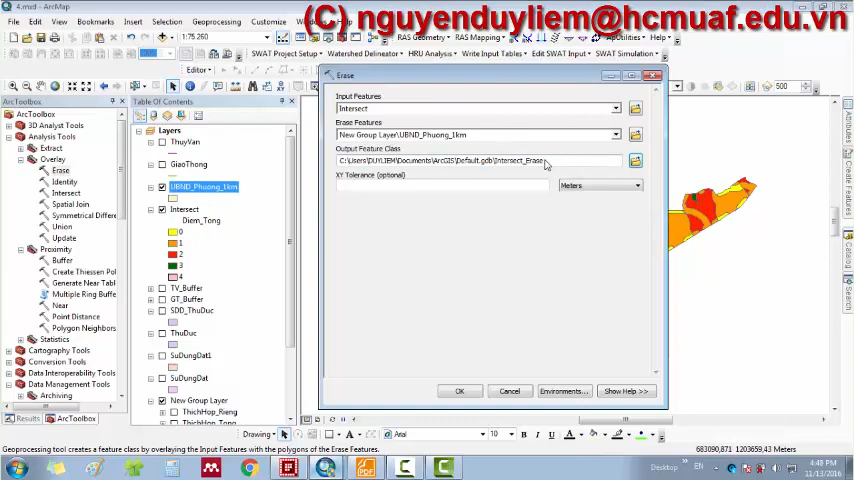 4.mxd - ArcMap
(C) nguyenduyliem@hcmuaf.edu.vn
File Edit View Bookmarks Insert Selection Geoprocessing Customize
1:75.260
RAS Geometry RAS Mapping ApUtilities Help
SWAT Project Setup Watershed Delineator HRU Analysis Write Input Tables Edit SWAT Input SWAT Simulation
Editor
500
ArcToolbox
3D Analyst Tools
Analysis Tools
Extract
Overlay
Erase
Identity
Intersect
Spatial Join
Symmetrical Differe
Union
Update
Proximity
Buffer
Create Thiessen Po
Generate Near Tabl
Multiple Ring Buffe
Near
Point Distance
Polygon Neighbors
Statistics
Cartography Tools
Conversion Tools
Data Interoperability Tools
Data Management Tools
Archiving
Results ArcToolbox
Table Of Contents
Layers
ThuyVan
GiaoThong
UBND_Phuong_1km
Intersect
Diem_Tong
0
1
2
3
4
TV_Buffer
GT_Buffer
SDD_ThuDuc
ThuDuc
SuDungDat1
SuDungDat
New Group Layer
ThichHop_Rieng
Erase
Input Features
Intersect
Erase Features
New Group Layer\UBND_Phuong_1km
Output Feature Class
C:\Users\DUYLIEM\Documents\ArcGIS\Default.gdb\Intersect_Erase
XY Tolerance (optional)
Meters
OK Cancel Environments... Show Help >>
Create Features
Catalog
Drawing Arial 10 B I U A
Geoprocessing tool creates a feature class by overlaying the Input Features with the polygons of the Erase Features.
683090,871 1203659,43 Meters
Desktop EN 4:48 PM
11/13/2016